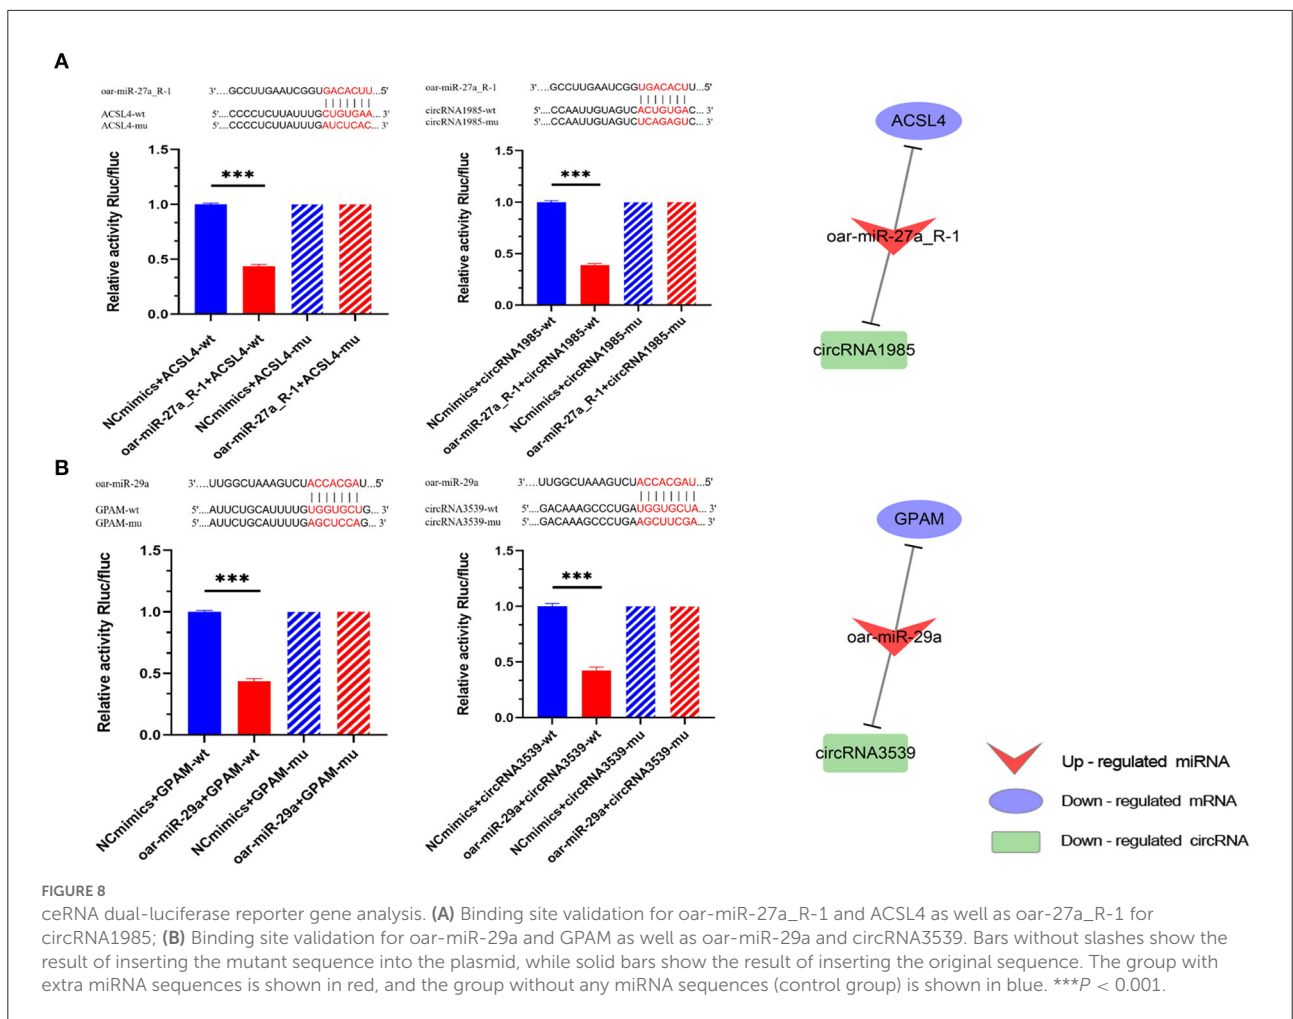 A
oar-miR-27a_R-1 3'....GCCUUGAAUCGGUGACACUU...5'
ACSL4-wt 5'....CCCCUCUUAUUUGCUGUGAA... 3'
ACSL4-mu 5'....CCCCUCUUAUUUGAUCUCAC... 3'
Relative activity Rluc/fluc
1.5
1.0
0.5
0.0
***
NCmimics+ACSL4-wt
oar-miR-27a_R-1+ACSL4-wt
NCmimics+ACSL4-mu
oar-miR-27a_R-1+ACSL4-mu
oar-miR-27a_R-1 3'....GCCUUGAAUCGGUGACACUU...5'
circRNA1985-wt 5'....CCAAUUGUAGUCACUGUGAC... 3'
circRNA1985-mu 5'....CCAAUUGUAGUCUCAGAGUC... 3'
Relative activity Rluc/fluc
1.5
1.0
0.5
0.0
***
NCmimics+circRNA1985-wt
oar-miR-27a_R-1+circRNA1985-wt
NCmimics+circRNA1985-mu
oar-miR-27a_R-1+circRNA1985-mu
ACSL4
oar-miR-27a_R-1
circRNA1985
B
oar-miR-29a 3'....UUGGCUAAAGUCUACCACGAU...5'
GPAM-wt 5'....AUUCUGCAUUUUGUGGUGCUG... 3'
GPAM-mu 5'....AUUCUGCAUUUUGAGCUCCAG... 3'
Relative activity Rluc/fluc
1.5
1.0
0.5
0.0
***
NCmimics+GPAM-wt
oar-miR-29a+GPAM-wt
NCmimics+GPAM-mu
oar-miR-29a+GPAM-mu
oar-miR-29a 3'....UUGGCUAAAGUCUACCACGAU...5'
circRNA3539-wt 5'....GACAAAGCCCUGAUGGUGCUA... 3'
circRNA3539-mu 5'....GACAAAGCCCUGAAGCUUCGA... 3'
Relative activity Rluc/fluc
1.5
1.0
0.5
0.0
***
NCmimics+circRNA3539-wt
oar-miR-29a+circRNA3539-wt
NCmimics+circRNA3539-mu
oar-miR-29a+circRNA3539-mu
GPAM
oar-miR-29a
circRNA3539
Up - regulated miRNA
Down - regulated mRNA
Down - regulated circRNA
FIGURE 8
ceRNA dual-luciferase reporter gene analysis. (A) Binding site validation for oar-miR-27a_R-1 and ACSL4 as well as oar-27a_R-1 for
circRNA1985; (B) Binding site validation for oar-miR-29a and GPAM as well as oar-miR-29a and circRNA3539. Bars without slashes show the
result of inserting the mutant sequence into the plasmid, while solid bars show the result of inserting the original sequence. The group with
extra miRNA sequences is shown in red, and the group without any miRNA sequences (control group) is shown in blue. ***P < 0.001.